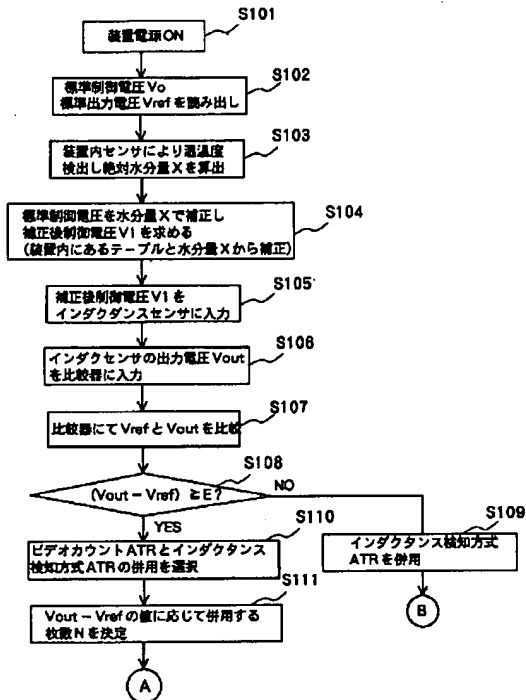 S101
装置電源ON
S102
標準制御電圧Vo
標準出力電圧Vrefを読み出し
S103
装置内センサにより温湿度
検出し絶対水分量Xを算出
S104
標準制御電圧を水分量Xで補正し
補正後制御電圧V1を求める
(装置内にあるテーブルと水分量Xから補正)
S105
補正後制御電圧V1を
インダクダンスセンサに入力
S106
インダクセンサの出力電圧Vout
を比較器に入力
S107
比較器にてVrefとVoutを比較
S108
(Vout-Vref)≧E?
NO
YES
S109
インダクタンス検知方式
ATRを併用
B
S110
ビデオカウントATRとインダクタンス
検知方式ATRの併用を選択
S111
Vout-Vrefの値に応じて併用する
枚数Nを決定
A